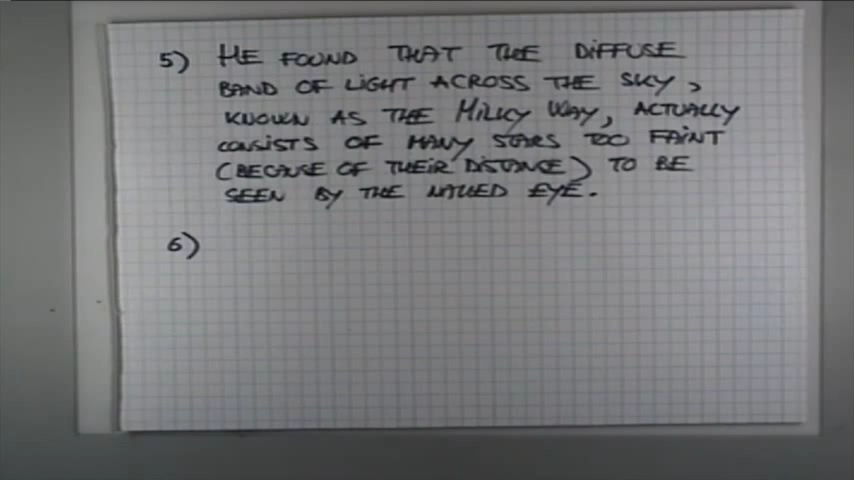 5) HE FOUND THAT THE DIFFUSE
BAND OF LIGHT ACROSS THE SKY,
KNOWN AS THE MILKY WAY, ACTUALLY
CONSISTS OF MANY STARS TOO FAINT
(BECAUSE OF THEIR DISTANCE) TO BE
SEEN BY THE NAKED EYE.
6)